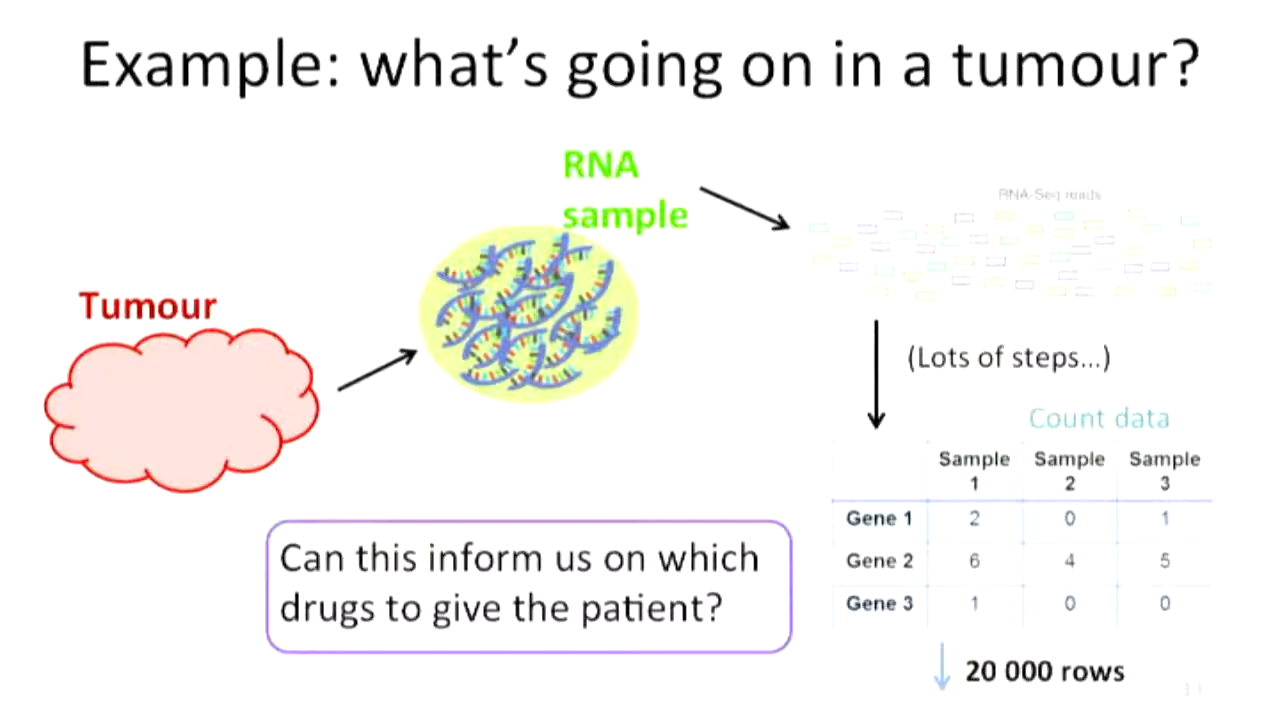 Example: what's going on in a tumour?
RNA
sample
RNA-Seq reads
Tumour
(Lots of steps...)
Count data
Sample 1 Sample 2 Sample 3
Gene 1 2 0 1
Gene 2 6 4 5
Gene 3 1 0 0
Can this inform us on which
drugs to give the patient?
20 000 rows